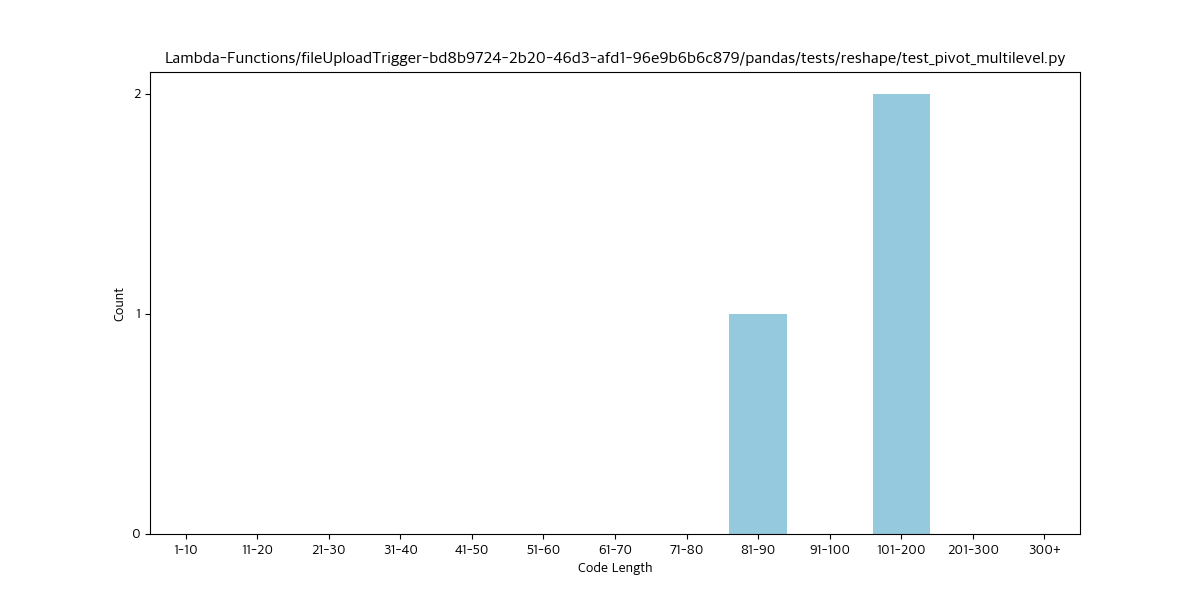 Lambda-Functions/fileUploadTrigger-bd8b9724-2b20-46d3-afd1-96e9b6b6c879/pandas/tests/reshape/test_pivot_multilevel.py
2
1
0
Count
1-10 11-20 21-30 31-40 41-50 51-60 61-70 71-80 81-90 91-100 101-200 201-300 300+
Code Length